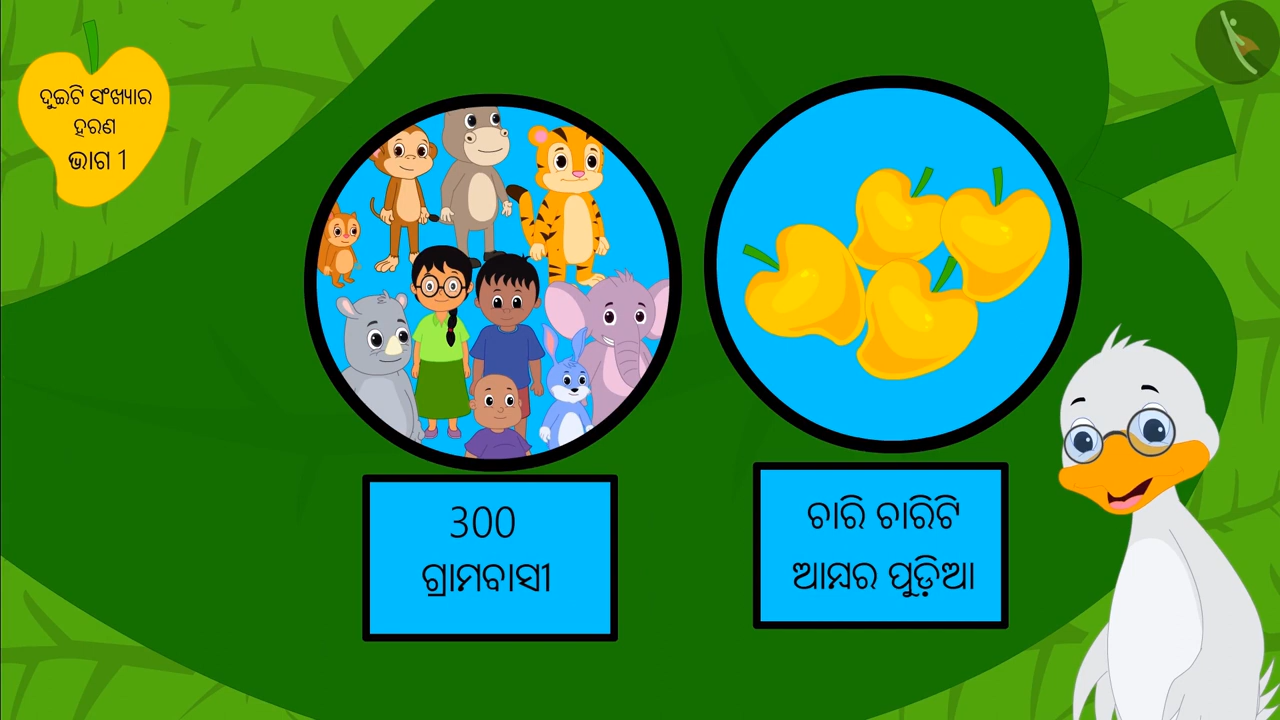 ଦୁଇଟି ସଂଖ୍ୟାର
ହରଣ
ଭାଗ 1
300
ଗ୍ରାମବାସୀ
ଚାରି ଚାରିଟି
ଆମ୍ବର ପୁଡ଼ିଆ